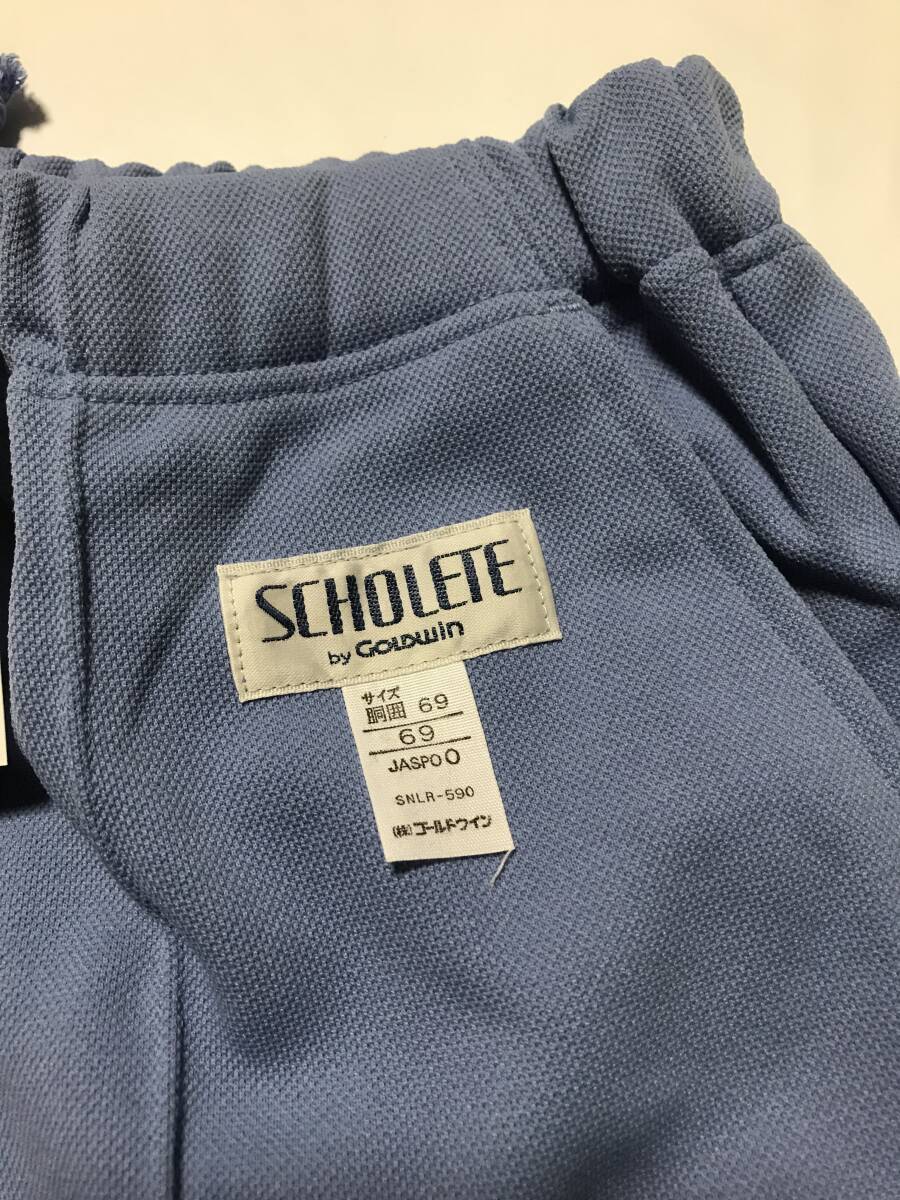 SCHOLETE
by GOLDWIN
サイズ
胴囲 69
69
JASPO O
SNLR-590
(株)ゴールドウイン